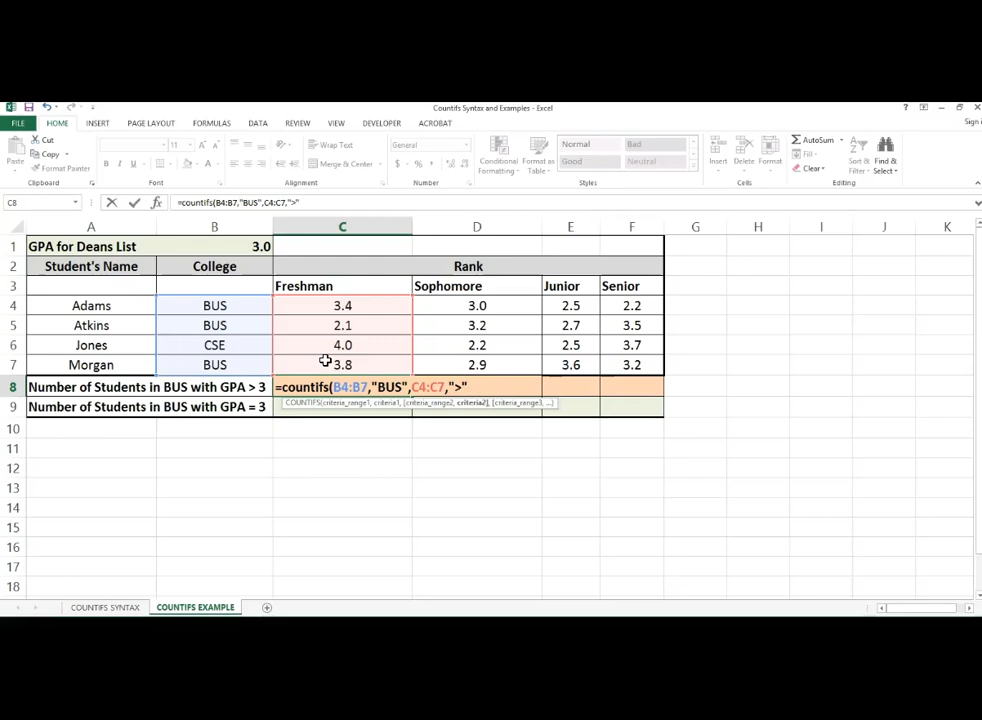 Countifs Syntax and Examples - Excel
Sign i
FILE HOME INSERT PAGE LAYOUT FORMULAS DATA REVIEW VIEW DEVELOPER ACROBAT
Cut
Copy
Format Painter
Paste
11
Wrap Text
Merge & Center
General
Conditional Formatting
Format as Table
Normal Bad
Good Neutral
Insert Delete Format
AutoSum
Fill
Clear
Sort & Find &
Select
Clipboard Font Alignment Number Styles Cells Editing
C8 =countifs(B4:B7,"BUS",C4:C7,">"
A B C D E F G H I J K
1 GPA for Deans List 3.0
2 Student's Name College Rank
3 Freshman Sophomore Junior Senior
4 Adams BUS 3.4 3.0 2.5 2.2
5 Atkins BUS 2.1 3.2 2.7 3.5
6 Jones CSE 4.0 2.2 2.5 3.7
7 Morgan BUS 3.8 2.9 3.6 3.2
8 Number of Students in BUS with GPA > 3 =countifs(B4:B7,"BUS",C4:C7,">"
COUNTIFS(criteria_range1, criteria1, [criteria_range2, criteria2], [criteria_range3, ...)
9 Number of Students in BUS with GPA = 3
10
11
12
13
14
15
16
17
18
COUNTIFS SYNTAX COUNTIFS EXAMPLE